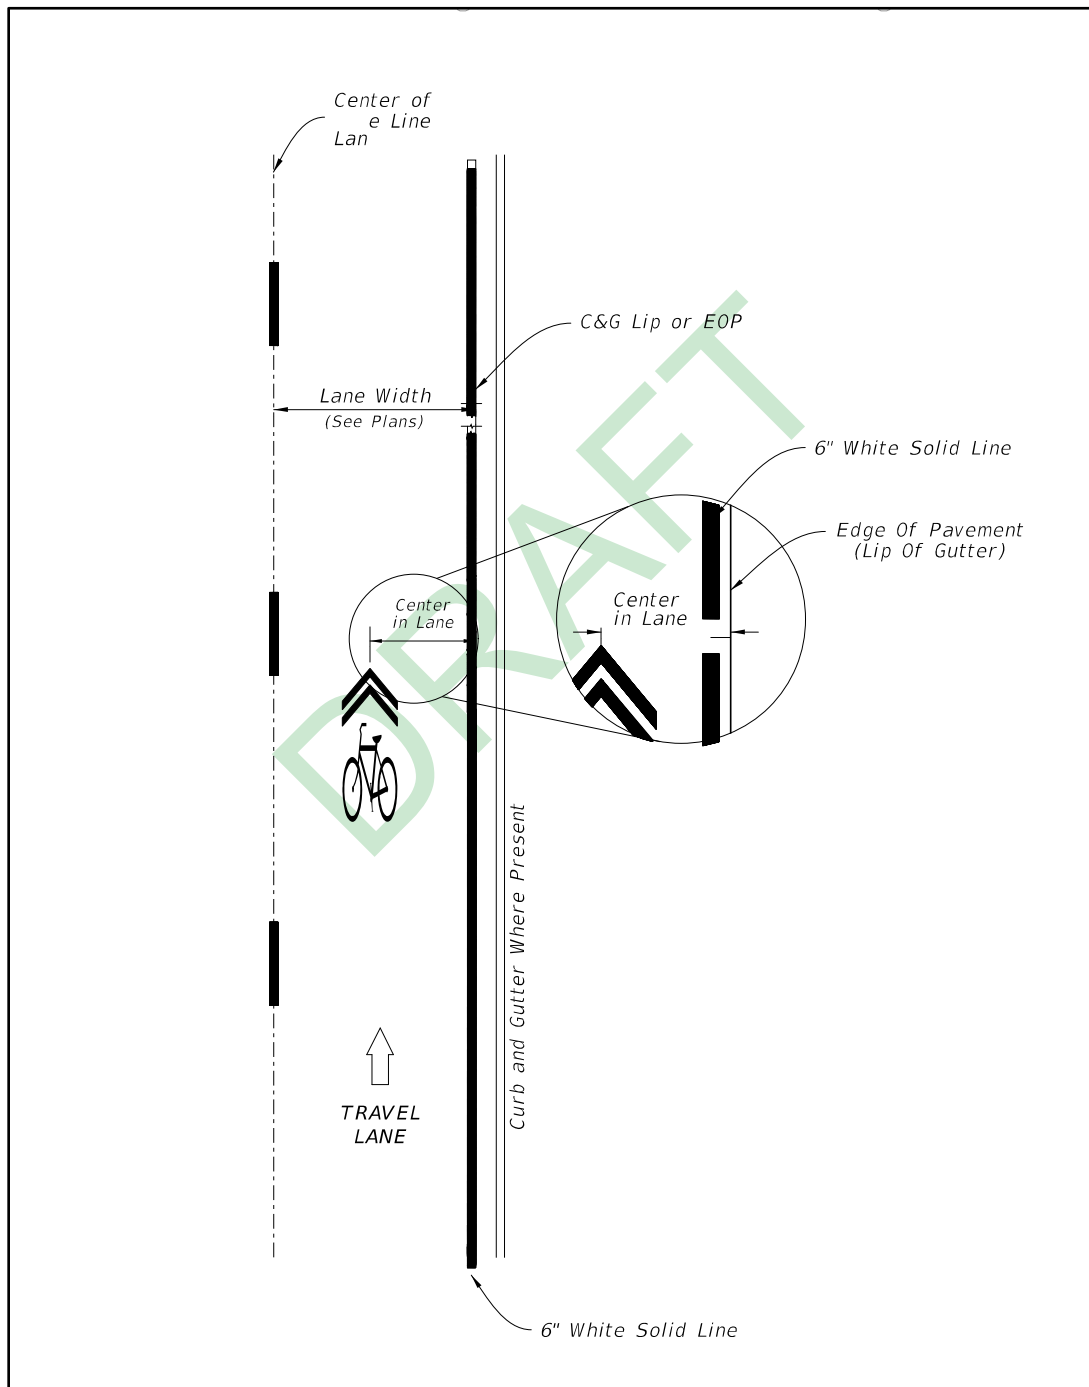 Center of
e Line
Lan
C&G Lip or EOP
Lane Width
(See Plans)
6" White Solid Line
Edge Of Pavement
(Lip Of Gutter)
Center
in Lane
Center
in Lane
DRAFT
Curb and Gutter Where Present
TRAVEL
LANE
6" White Solid Line